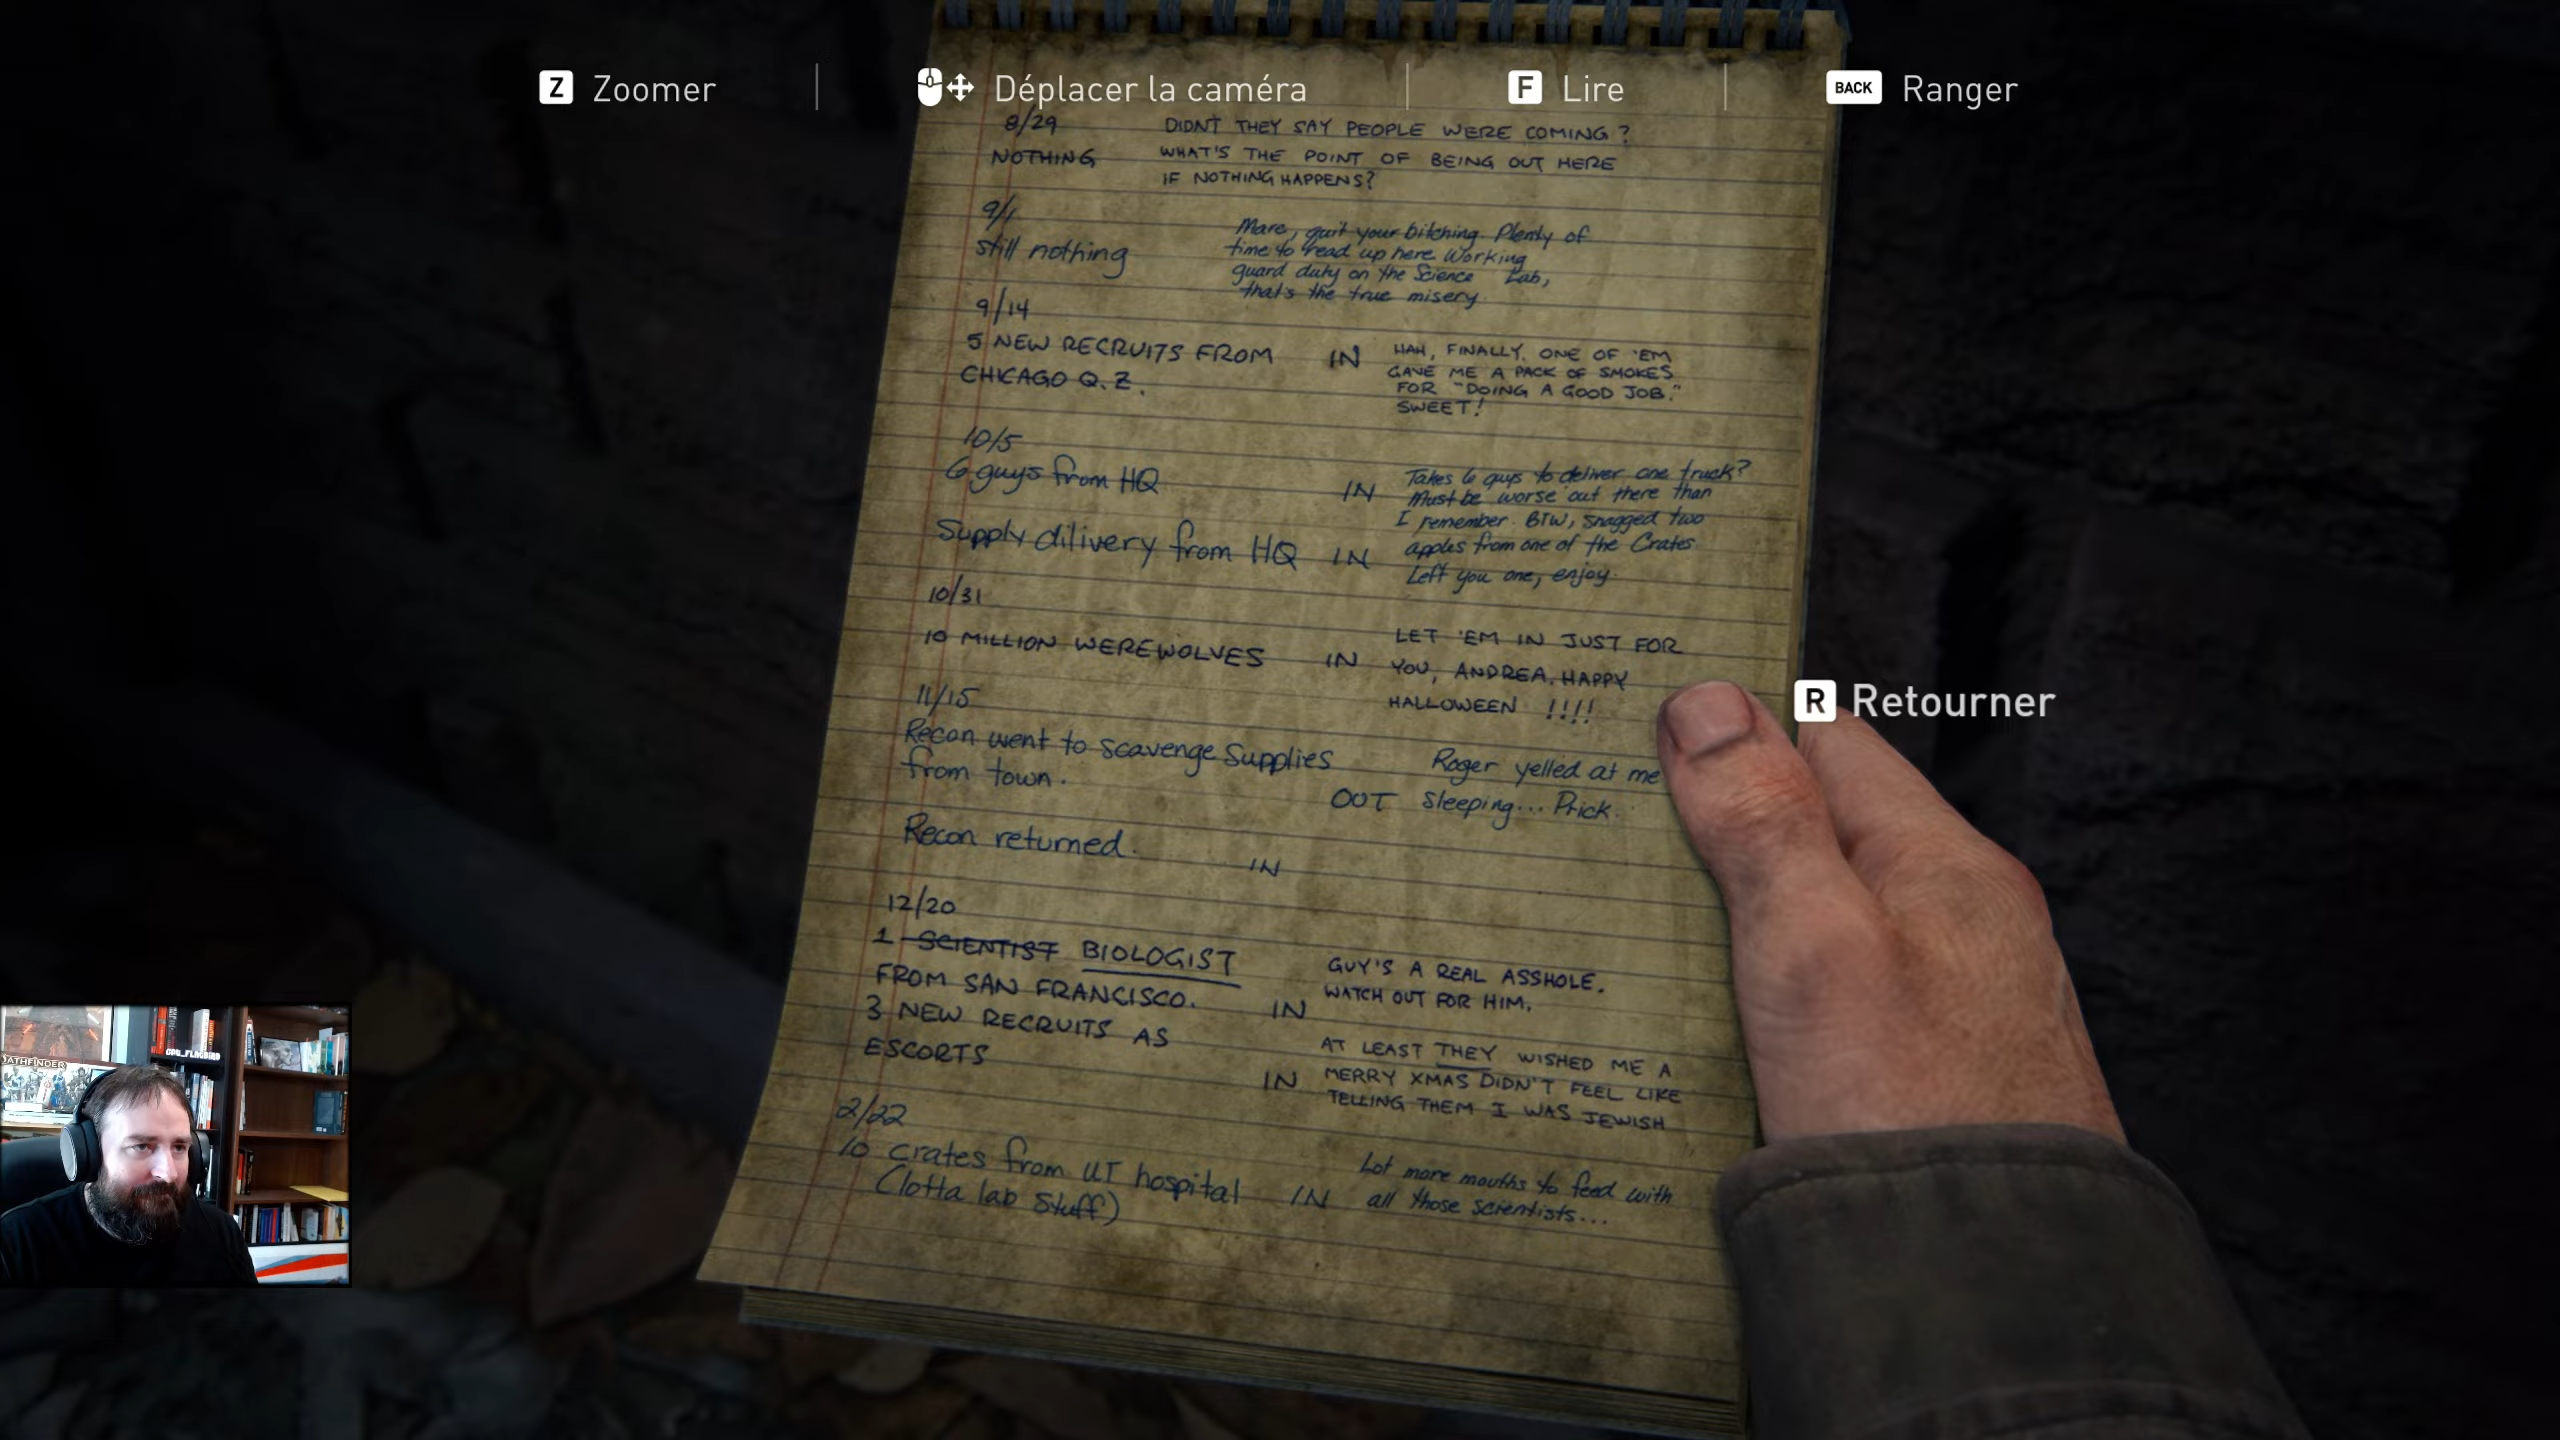 Z Zoomer
Déplacer la caméra
F Lire
BACK Ranger
8/29
NOTHING
DIDN'T THEY SAY PEOPLE WERE COMING?
WHAT'S THE POINT OF BEING OUT HERE
IF NOTHING HAPPENS?
9/1
still nothing
Marc, quit your bitching. Plenty of
time to read up here. Working
guard duty on the Science Lab,
that's the true misery.
9/14
5 NEW RECRUITS FROM
CHICAGO Q.Z.
IN
HAH, FINALLY. ONE OF 'EM
GAVE ME A PACK OF SMOKES
FOR "DOING A GOOD JOB."
SWEET!
10/5
6 guys from HQ
IN
Supply dilivery from HQ IN
Takes 6 guys to deliver one truck?
Must be worse out there than
I remember. BTW, snagged two
apples from one of the Crates
Left you one, enjoy.
10/31
10 MILLION WEREWOLVES IN
LET 'EM IN JUST FOR
YOU, ANDREA. HAPPY
HALLOWEEN !!!!
R Retourner
11/15
Recon went to scavenge supplies
from town.
OUT
Roger yelled at me
Sleeping... Prick.
Recon returned. IN
12/20
1 SCIENTIST BIOLOGIST
FROM SAN FRANCISCO.
IN
GUY'S A REAL ASSHOLE.
WATCH OUT FOR HIM.
3 NEW RECRUITS AS
ESCORTS
IN
AT LEAST THEY WISHED ME A
MERRY XMAS DIDN'T FEEL LIKE
TELLING THEM I WAS JEWISH
2/22
10 crates from UT hospital
(lotta lab stuff)
IN
Lot more mouths to feed with
all those scientists...